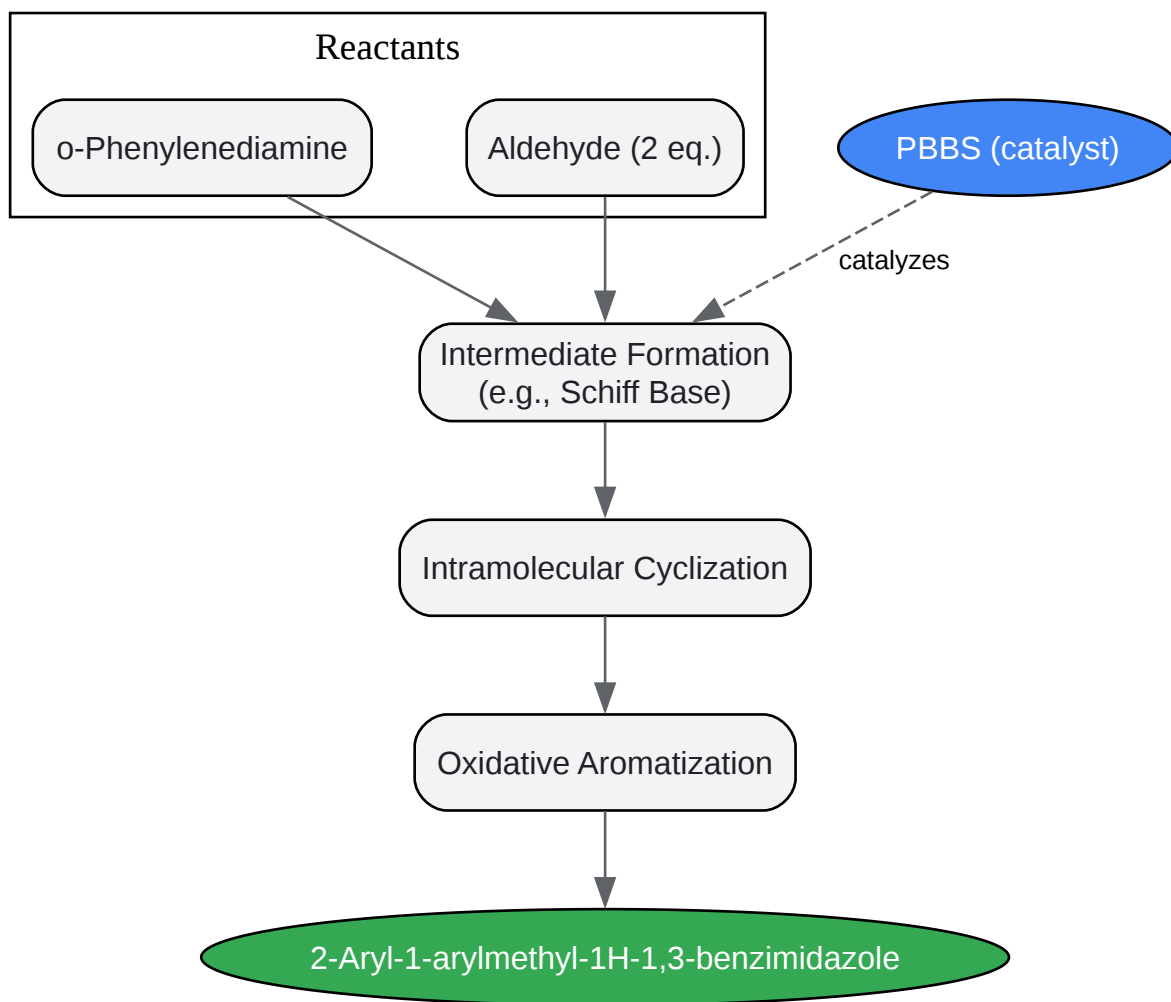 Reactants
o-Phenylenediamine
Aldehyde (2 eq.)
PBBS (catalyst)
catalyzes
Intermediate Formation
(e.g., Schiff Base)
Intramolecular Cyclization
Oxidative Aromatization
2-Aryl-1-arylmethyl-1H-1,3-benzimidazole